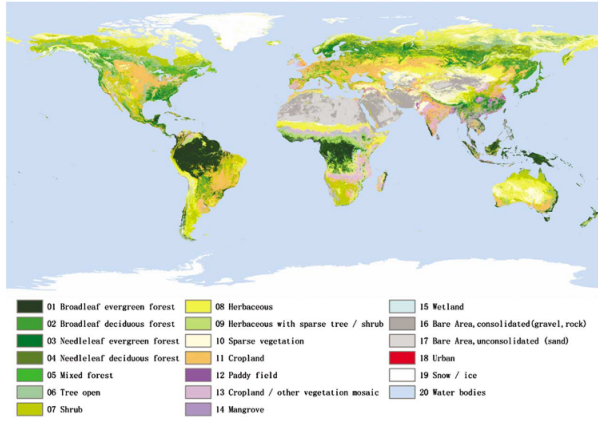 01 Broadleaf evergreen forest
02 Broadleaf deciduous forest
03 Needleleaf evergreen forest
04 Needleleaf deciduous forest
05 Mixed forest
06 Tree open
07 Shrub
08 Herbaceous
09 Herbaceous with sparse tree / shrub
10 Sparse vegetation
11 Cropland
12 Paddy field
13 Cropland / other vegetation mosaic
14 Mangrove
15 Wetland
16 Bare Area,consolidated(gravel,rock)
17 Bare Area,unconsolidated (sand)
18 Urban
19 Snow / ice
20 Water bodies